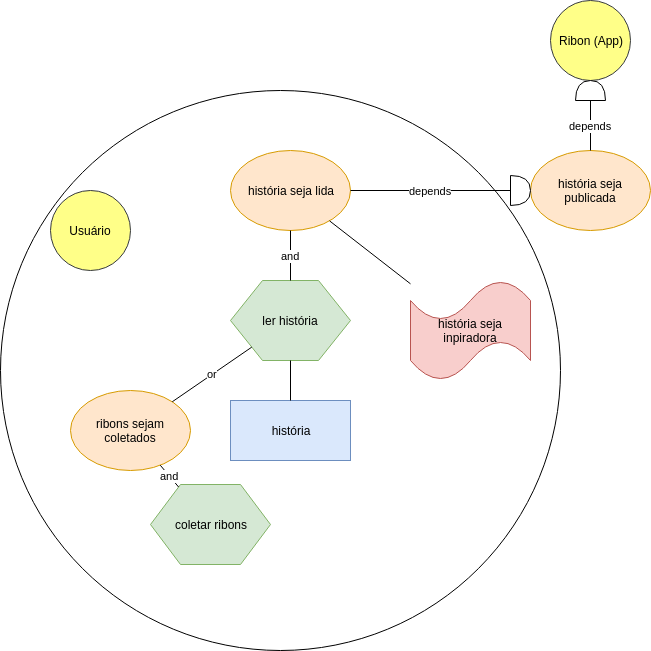 Ribon (App)
depends
história seja lida
depends
história seja
publicada
Usuário
and
ler história
história seja
inpiradora
or
ribons sejam
coletados
história
and
coletar ribons